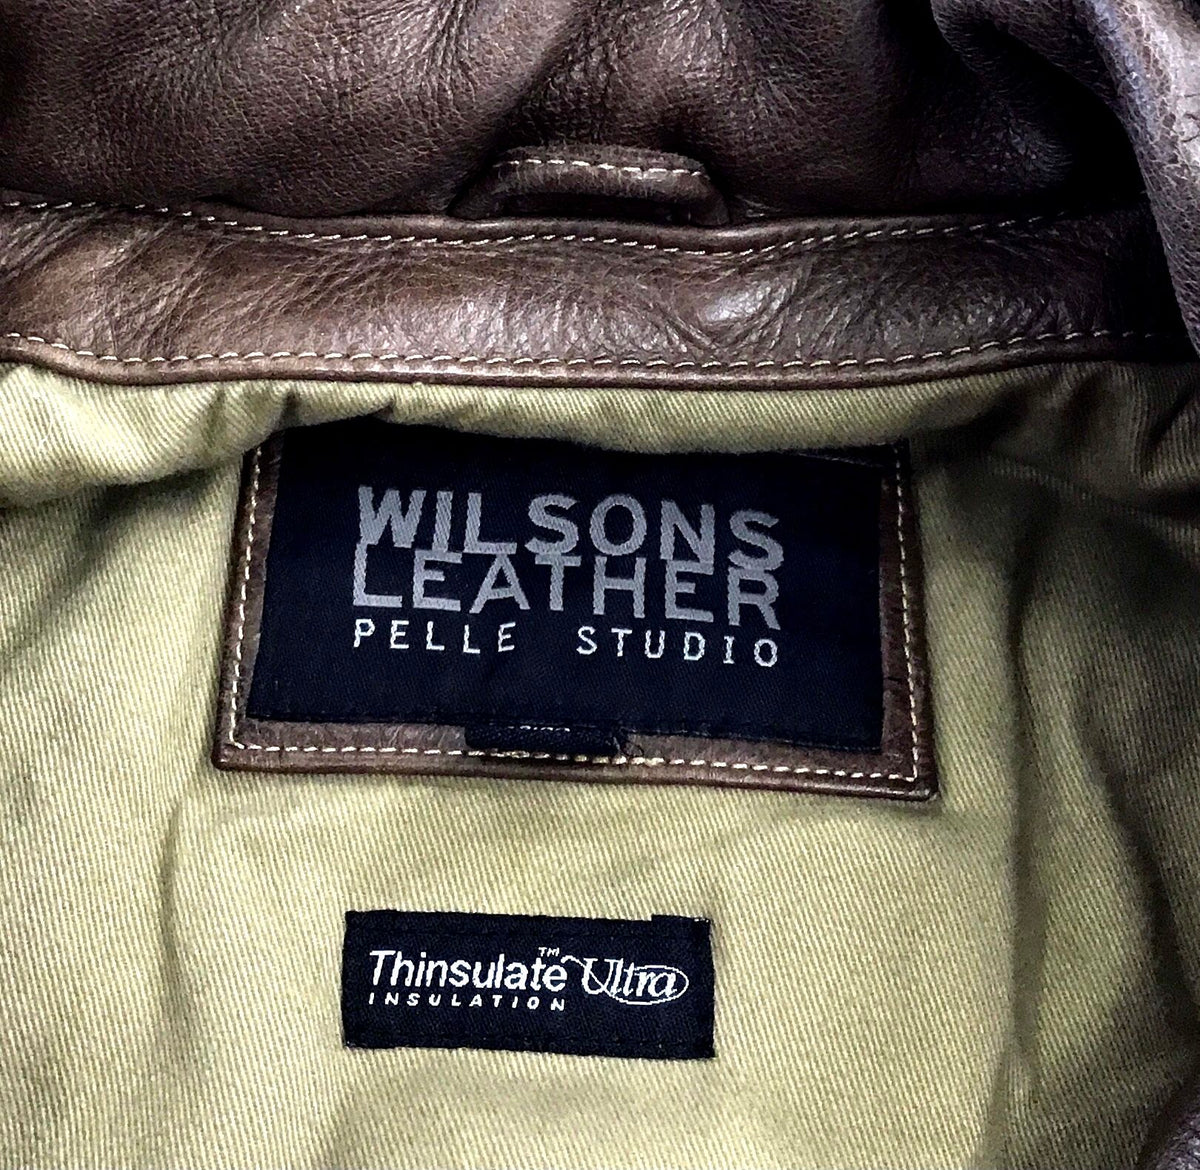 WILSONS
LEATHER
PELLE STUDIO
Thinsulate™ Ultra
INSULATION